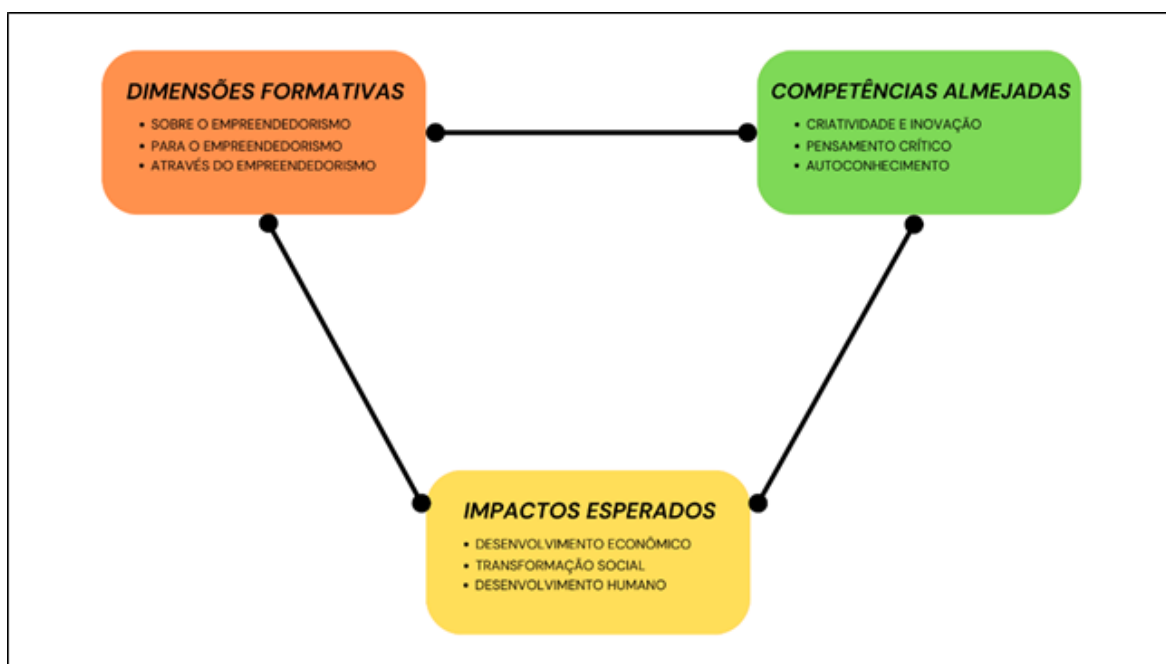 DIMENSÕES FORMATIVAS
• SOBRE O EMPREENDEDORISMO
• PARA O EMPREENDEDORISMO
• ATRAVÉS DO EMPREENDEDORISMO
COMPETÊNCIAS ALMEJADAS
• CRIATIVIDADE E INOVAÇÃO
• PENSAMENTO CRÍTICO
• AUTOCONHECIMENTO
IMPACTOS ESPERADOS
• DESENVOLVIMENTO ECONÔMICO
• TRANSFORMAÇÃO SOCIAL
• DESENVOLVIMENTO HUMANO